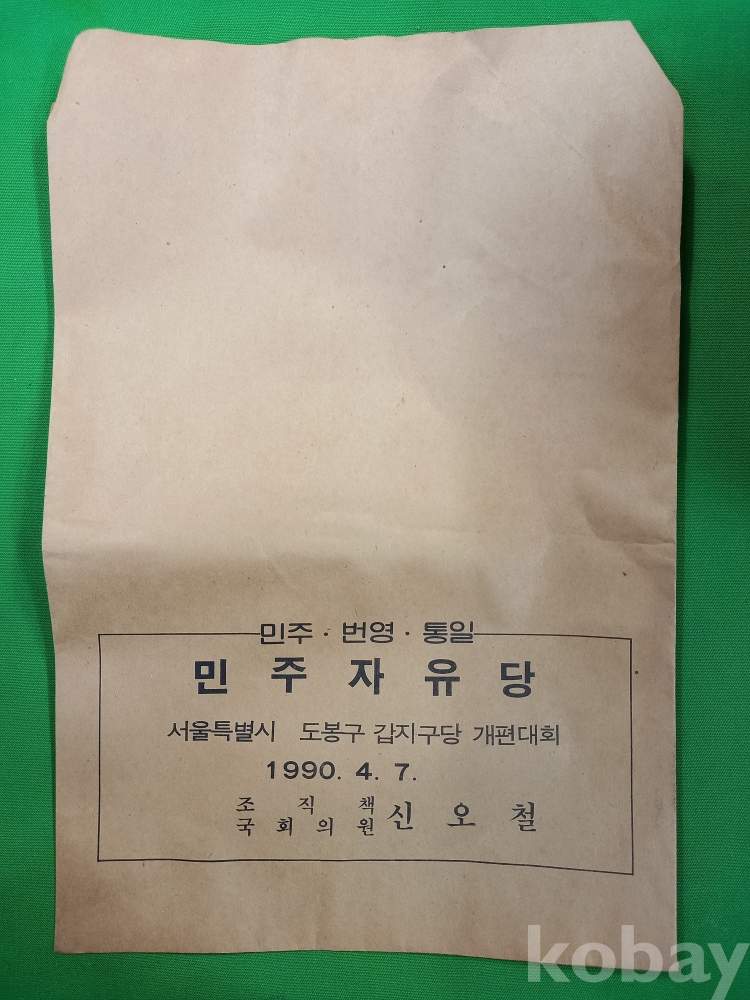 민주 · 번영 · 통일
민 주 자 유 당
서울특별시 도봉구 갑지구당 개편대회
1990. 4. 7.
조 직 책
국 회 의 원 신 오 철
kobay